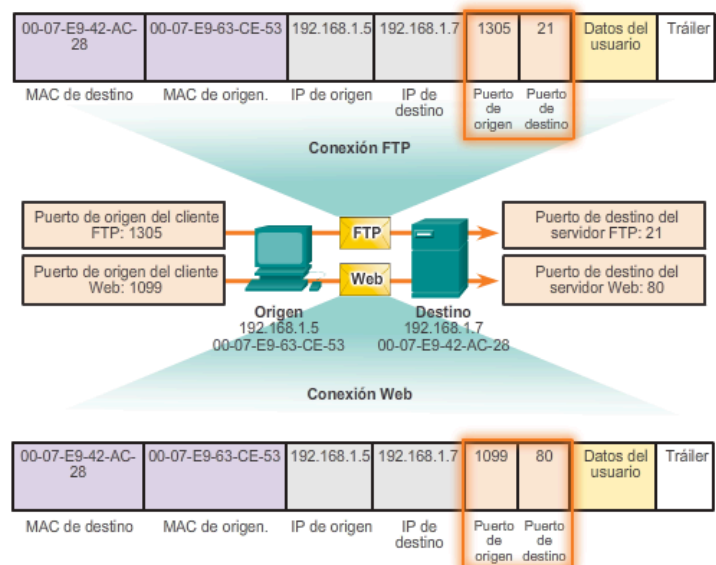 00-07-E9-42-AC-28 00-07-E9-63-CE-53 192.168.1.5 192.168.1.7 1305 21 Datos del usuario Tráiler
MAC de destino MAC de origen. IP de origen IP de destino Puerto de origen Puerto de destino
Conexión FTP
Puerto de origen del cliente FTP: 1305
FTP
Puerto de destino del servidor FTP: 21
Puerto de origen del cliente Web: 1099
Web
Puerto de destino del servidor Web: 80
Origen
192.168.1.5
00-07-E9-63-CE-53
Destino
192.168.1.7
00-07-E9-42-AC-28
Conexión Web
00-07-E9-42-AC-28 00-07-E9-63-CE-53 192.168.1.5 192.168.1.7 1099 80 Datos del usuario Tráiler
MAC de destino MAC de origen. IP de origen IP de destino Puerto de origen Puerto de destino